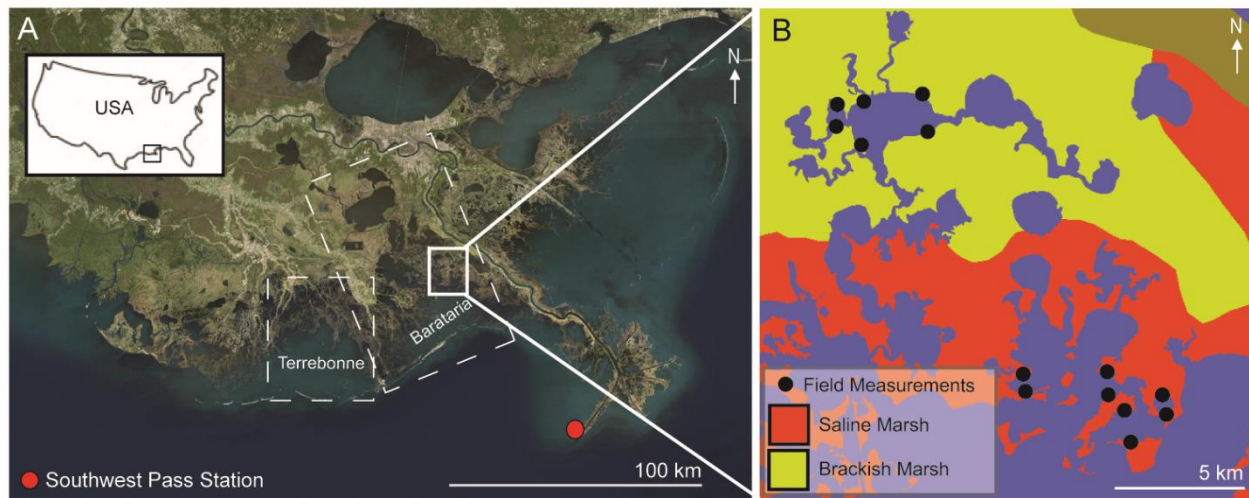 A
N
USA
Terrebonne
Barataria
Southwest Pass Station
100 km
B
N
Field Measurements
Saline Marsh
Brackish Marsh
5 km